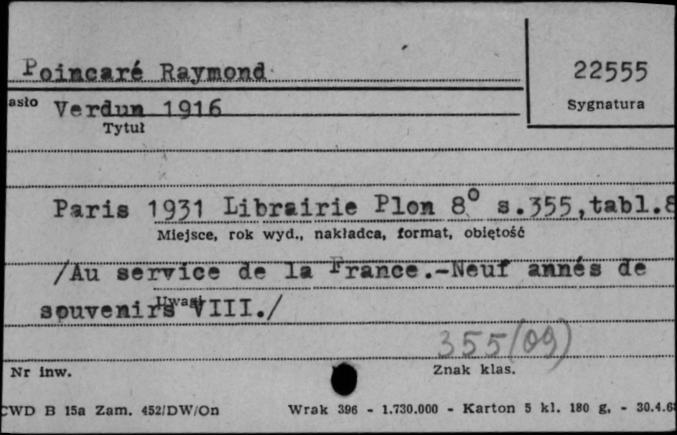 Poincaré Raymond
22555
asło Verdun 1916
Sygnatura
Tytuł
Paris 1931 Librairie Plon 8° s.355,tabl.8
Miejsce, rok wyd., nakładca, format, objętość
/Au service de la France.-Neuf annés de
souvenirs VIII./
Uwagi
355(09)
Nr inw.
Znak klas.
CWD B 15a Zam. 452/DW/On Wrak 396 - 1.730.000 - Karton 5 kl. 180 g. - 30.4.6